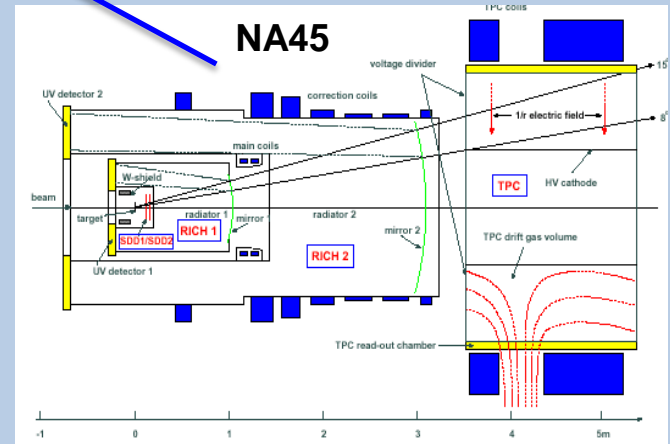 TPC coils
NA45
voltage divider
15°
UV detector 2
correction coils
1/r electric field
8°
main coils
W-shield
TPC
HV cathode
beam
target
radiator 1
mirror
radiator 2
SDD1/SDD2
RICH 1
mirror 2
TPC drift gas volume
RICH 2
UV detector 1
TPC read-out chamber
-1 0 1 2 3 4 5m